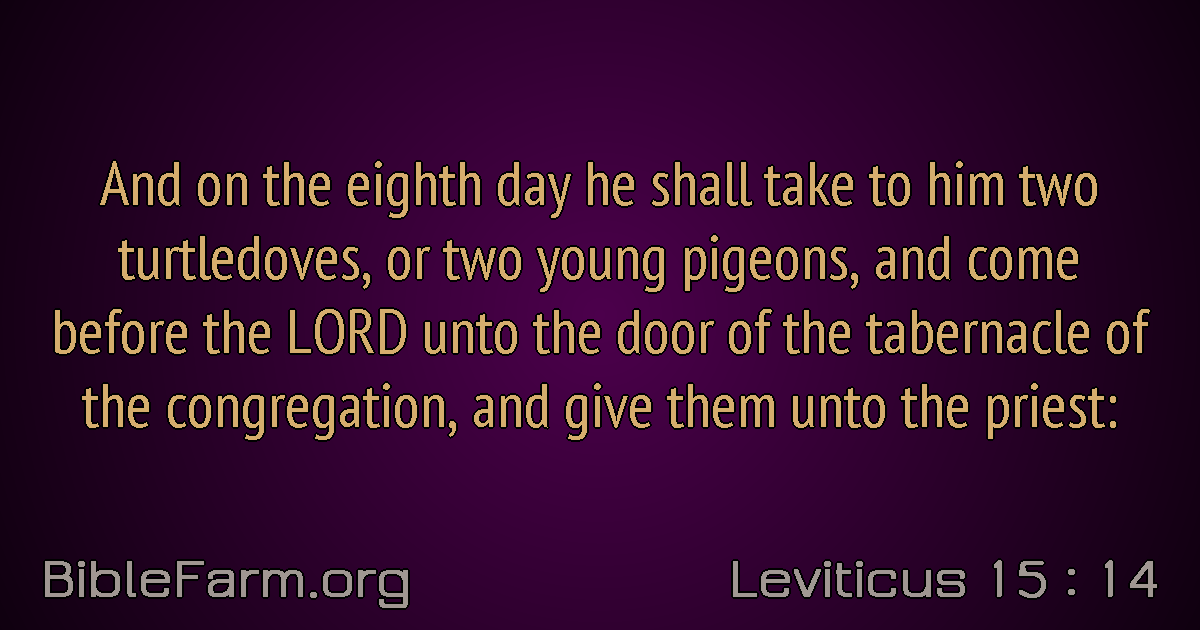 And on the eighth day he shall take to him two
turtledoves, or two young pigeons, and come
before the LORD unto the door of the tabernacle of
the congregation, and give them unto the priest:
BibleFarm.org
Leviticus 15 : 14